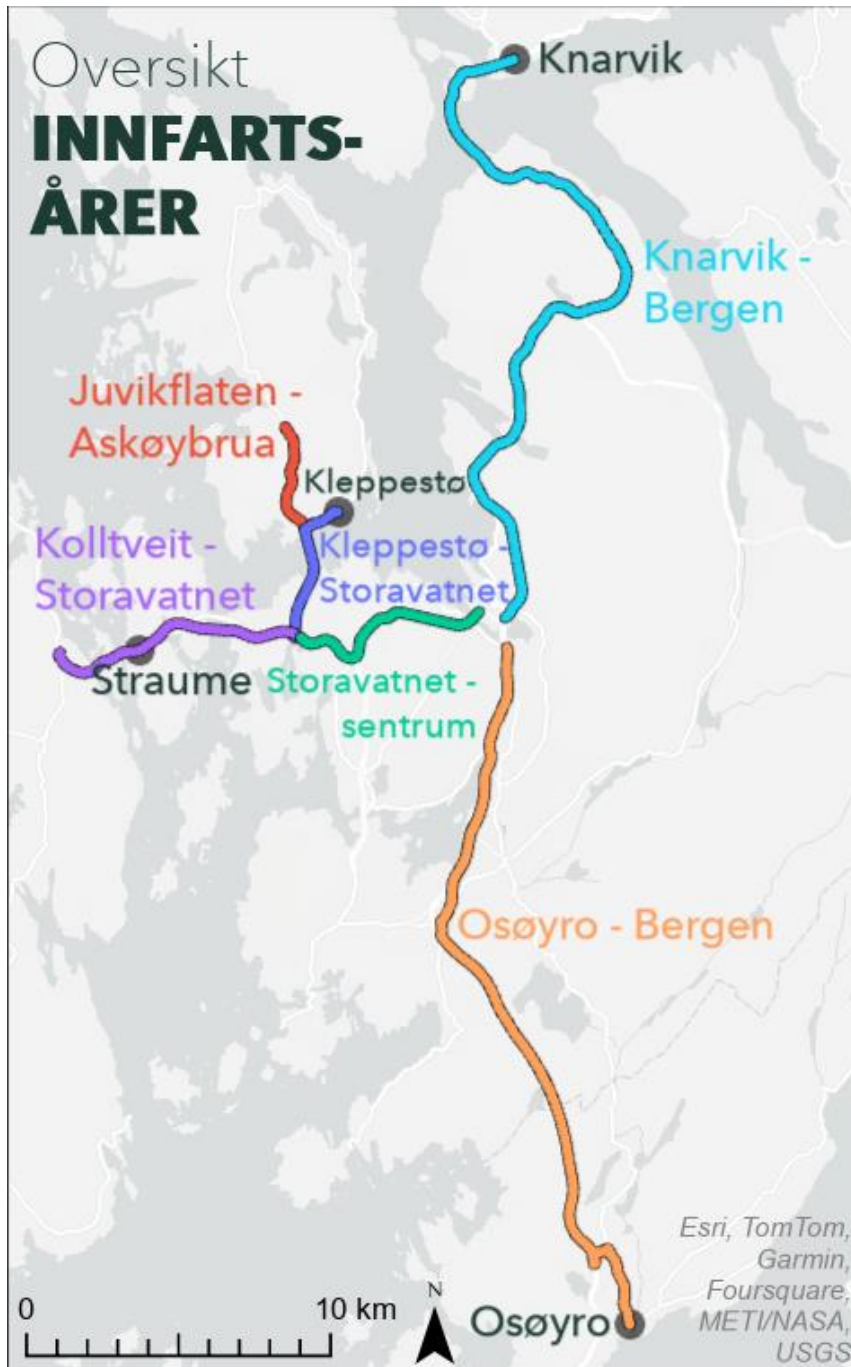 Oversikt
INNFARTS-
ÅRER
Knarvik
Knarvik -
Bergen
Juvikflaten -
Askøybrua
Kleppestø
Kolltveit -
Storavatnet
Kleppestø -
Storavatnet
Straume
Storavatnet -
sentrum
Osøyro - Bergen
Esri, TomTom,
Garmin,
Foursquare,
METI/NASA,
USGS
Osøyro
N
0 10 km